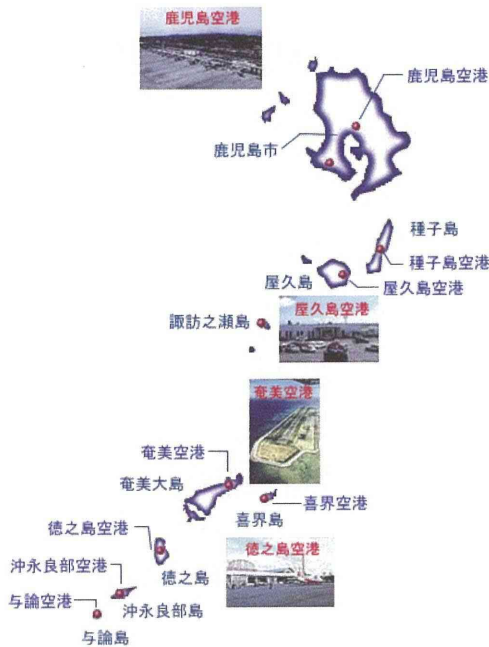 鹿児島空港
鹿児島空港
鹿児島市
種子島
種子島空港
屋久島
屋久島空港
諏訪之瀬島
屋久島空港
奄美空港
奄美空港
奄美大島
喜界空港
喜界島
徳之島空港
徳之島空港
沖永良部空港
徳之島
与論空港
沖永良部島
与論島